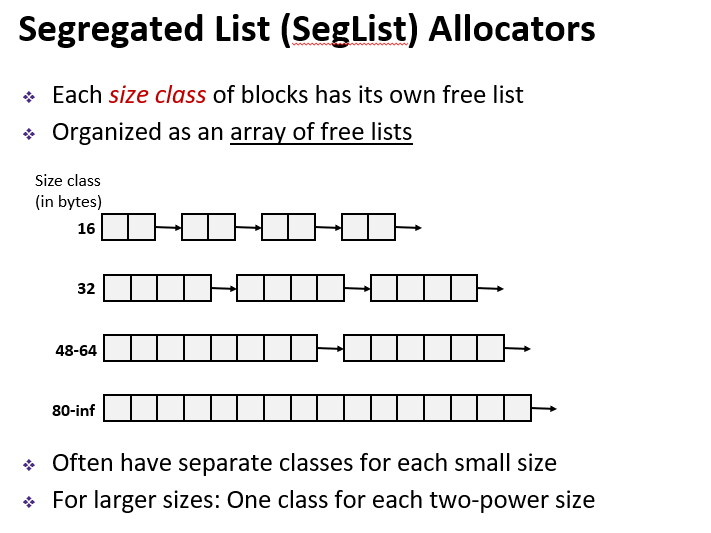 Segregated List (SegList) Allocators
Each size class of blocks has its own free list
Organized as an array of free lists
Size class
(in bytes)
16
32
48-64
80-inf
Often have separate classes for each small size
For larger sizes: One class for each two-power size